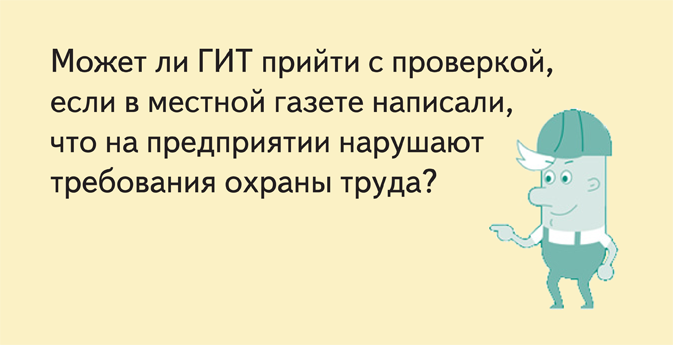 Может ли ГИТ прийти с проверкой,
если в местной газете написали,
что на предприятии нарушают
требования охраны труда?